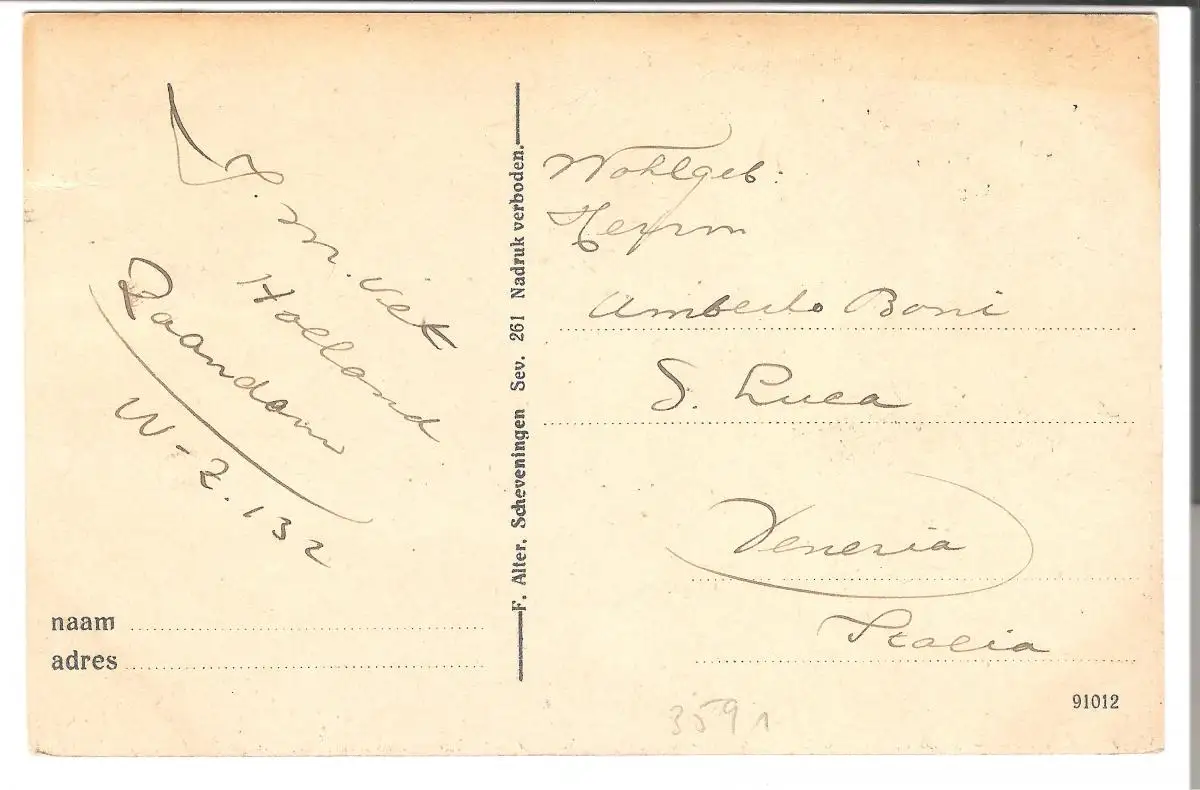 J. M. Vet
Holland
Zaandam
W-2.132
naam
adres
F. Alter. Scheveningen Sev. 261 Nadruk verboden.
Wohlgeb:
Herrn
Umberto Boni
S. Luca
Venezia
Italia
91012
3591